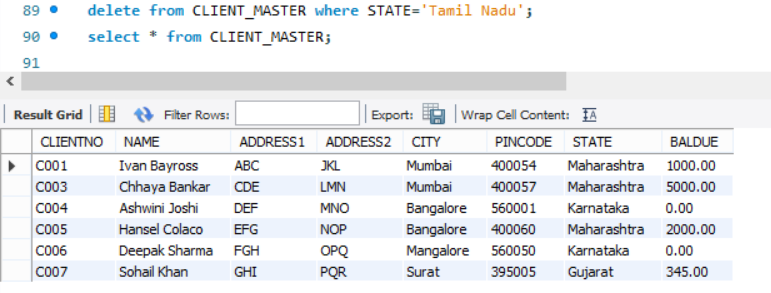 89 delete from CLIENT_MASTER where STATE='Tamil Nadu';
90 select * from CLIENT_MASTER;
91
Result Grid Filter Rows: Export: Wrap Cell Content: IA
CLIENTNO NAME ADDRESS1 ADDRESS2 CITY PINCODE STATE BALDUE
C001 Ivan Bayross ABC JKL Mumbai 400054 Maharashtra 1000.00
C003 Chhaya Bankar CDE LMN Mumbai 400057 Maharashtra 5000.00
C004 Ashwini Joshi DEF MNO Bangalore 560001 Karnataka 0.00
C005 Hansel Colaco EFG NOP Bangalore 400060 Maharashtra 2000.00
C006 Deepak Sharma FGH OPQ Mangalore 560050 Karnataka 0.00
C007 Sohail Khan GHI PQR Surat 395005 Gujarat 345.00